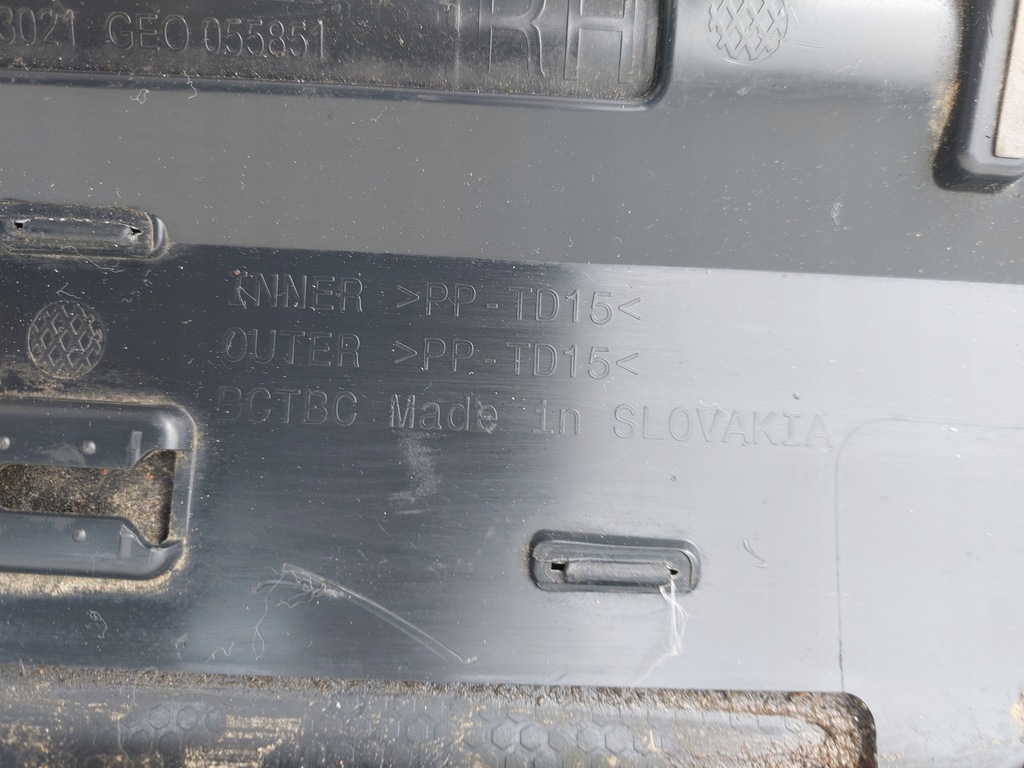 3021 GEO 055851 RH
INNER >PP-TD15<
OUTER >PP-TD15<
BCTBC Made in SLOVAKIA